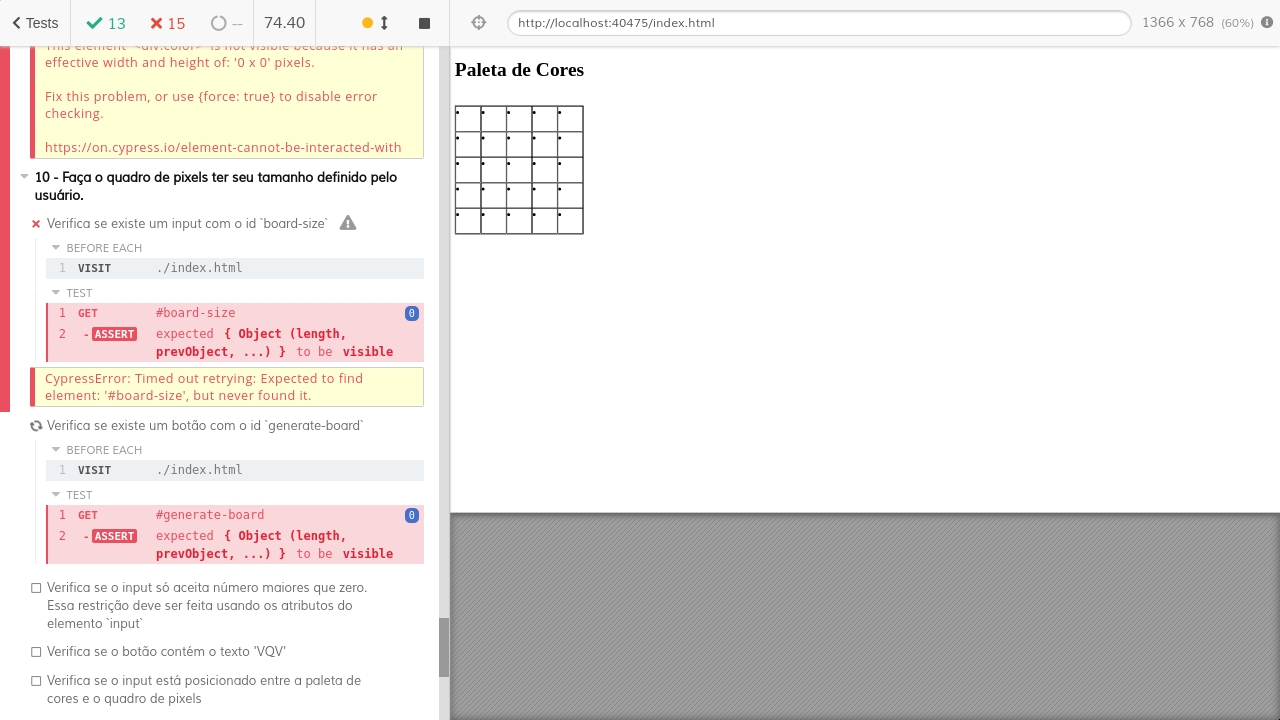 Tests
13
15
--
74.40
http://localhost:40475/index.html
1366 x 768 (60%)
This element '<div.color>' is not visible because it has an
effective width and height of: '0 x 0' pixels.
Fix this problem, or use {force: true} to disable error
checking.
https://on.cypress.io/element-cannot-be-interacted-with
10 - Faça o quadro de pixels ter seu tamanho definido pelo
usuário.
Verifica se existe um input com o id `board-size`
BEFORE EACH
1 VISIT ./index.html
TEST
1 GET #board-size 0
2 -ASSERT expected { Object (length,
prevObject, ...) } to be visible
CypressError: Timed out retrying: Expected to find
element: '#board-size', but never found it.
Verifica se existe um botão com o id `generate-board`
BEFORE EACH
1 VISIT ./index.html
TEST
1 GET #generate-board 0
2 -ASSERT expected { Object (length,
prevObject, ...) } to be visible
Verifica se o input só aceita número maiores que zero.
Essa restrição deve ser feita usando os atributos do
elemento `input`
Verifica se o botão contém o texto 'VQV'
Verifica se o input está posicionado entre a paleta de
cores e o quadro de pixels
Paleta de Cores